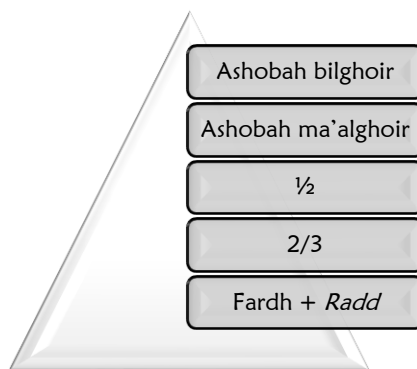 Ashobah bilghoir
Ashobah ma’alghoir
½
2/3
Fardh + Radd